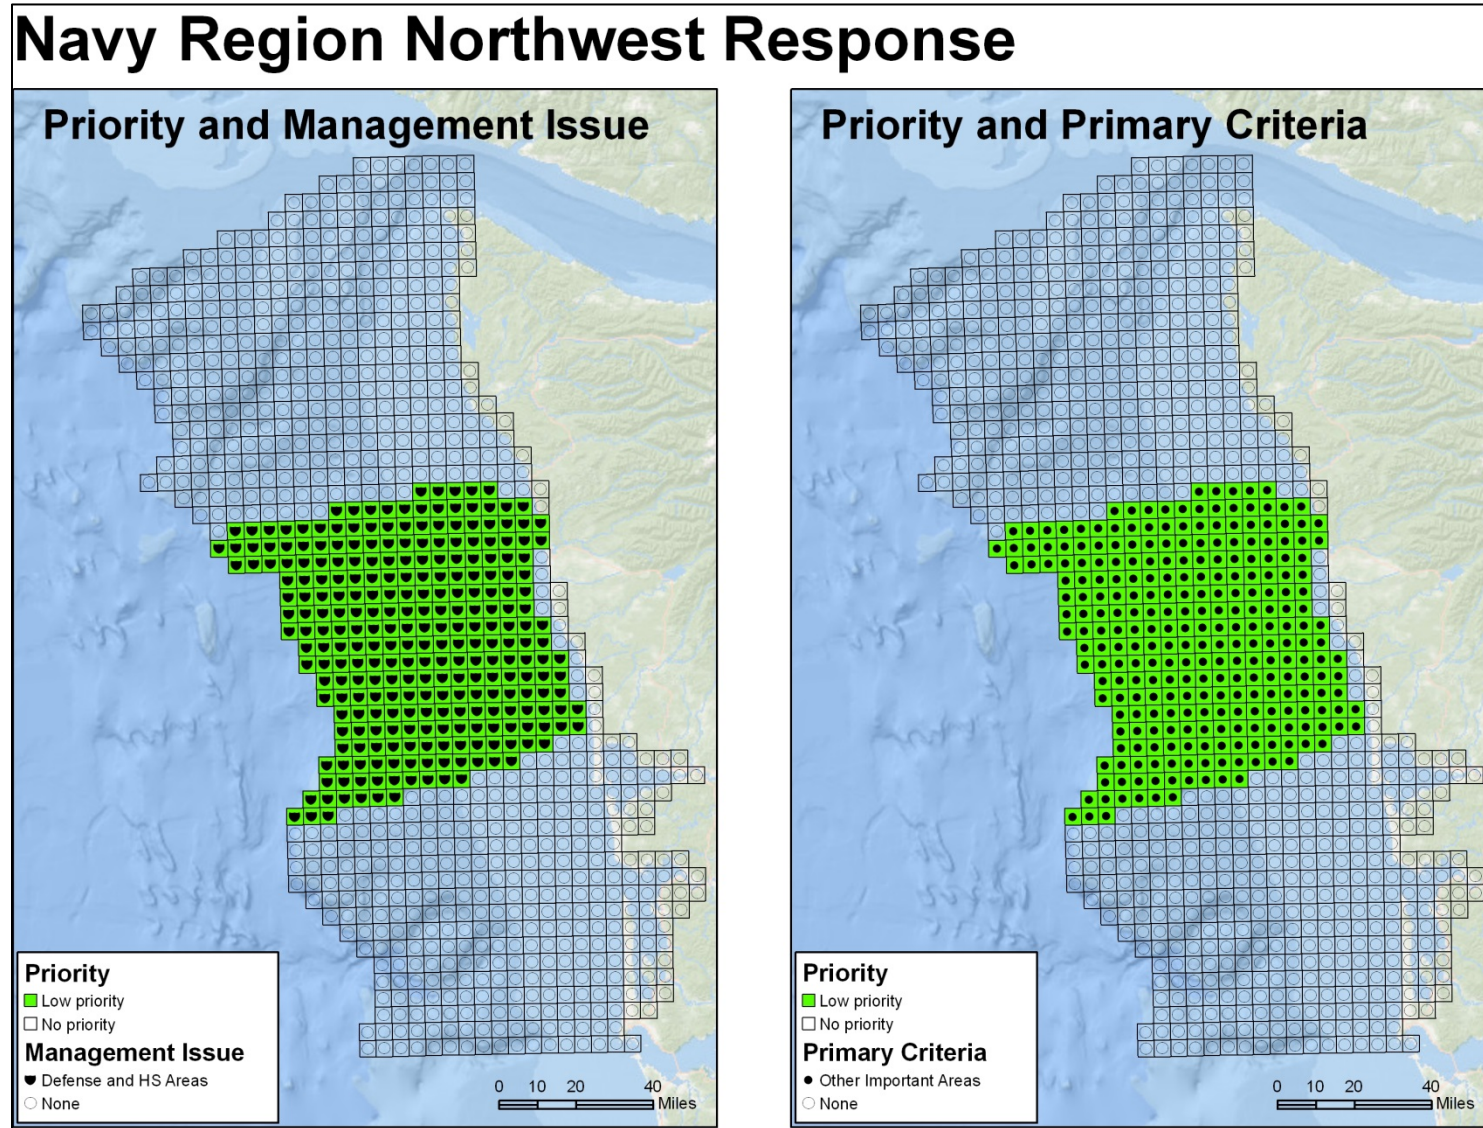 Navy Region Northwest Response
Priority and Management Issue
Priority
Low priority
No priority
Management Issue
Defense and HS Areas
None
0 10 20 40
Miles
Priority and Primary Criteria
Priority
Low priority
No priority
Primary Criteria
Other Important Areas
None
0 10 20 40
Miles